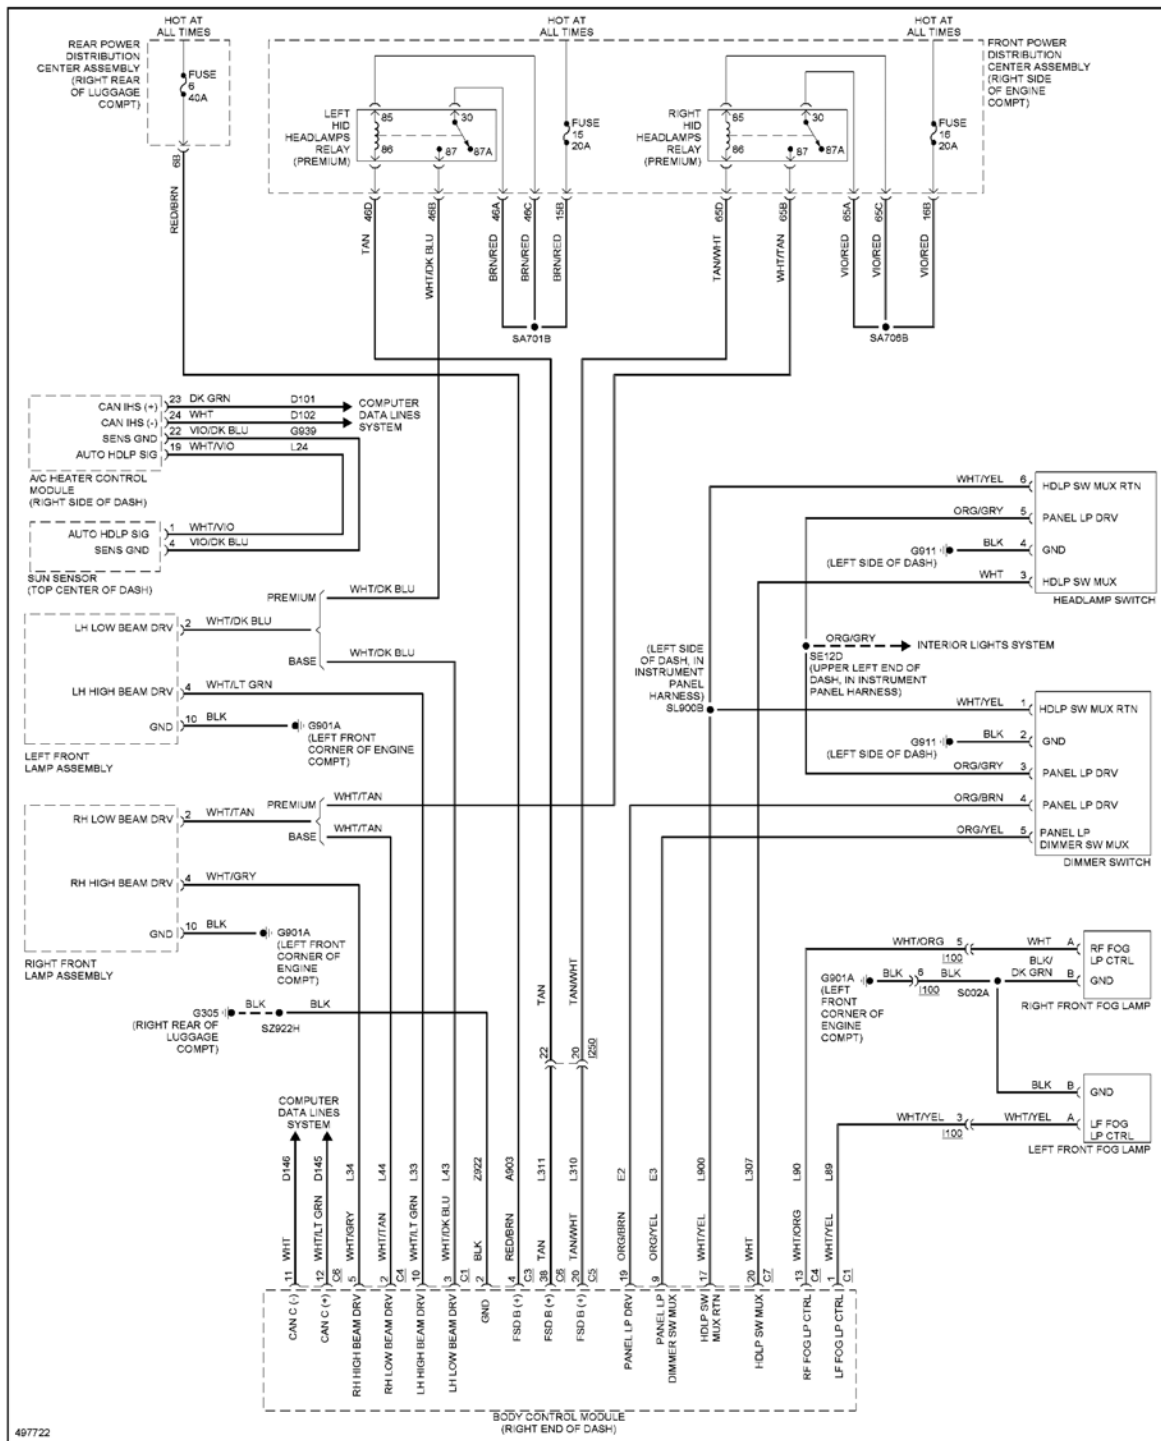 HOT AT
ALL TIMES
HOT AT
ALL TIMES
HOT AT
ALL TIMES
REAR POWER
DISTRIBUTION
CENTER ASSEMBLY
(RIGHT REAR
OF LUGGAGE
COMPT)
FUSE
6
40A
LEFT
HID
HEADLAMPS
RELAY
(PREMIUM)
85
30
86
87
87A
FUSE
15
20A
RIGHT
HID
HEADLAMPS
RELAY
(PREMIUM)
85
30
86
87
87A
FUSE
16
20A
FRONT POWER
DISTRIBUTION
CENTER ASSEMBLY
(RIGHT SIDE
OF ENGINE
COMPT)
6B
46D
46B
46A
46C
15B
65D
65B
65A
65C
16B
RED/BRN
TAN
WHT/DK BLU
BRN/RED
BRN/RED
BRN/RED
TAN/WHT
WHT/TAN
VIO/RED
VIO/RED
VIO/RED
SA701B
SA706B
CAN IHS (+)
23
DK GRN
D101
CAN IHS (-)
24
WHT
D102
SENS GND
22
VIO/DK BLU
G939
AUTO HDLP SIG
19
WHT/VIO
L24
COMPUTER
DATA LINES
SYSTEM
A/C HEATER CONTROL
MODULE
(RIGHT SIDE OF DASH)
AUTO HDLP SIG
1
WHT/VIO
SENS GND
4
VIO/DK BLU
SUN SENSOR
(TOP CENTER OF DASH)
PREMIUM
WHT/DK BLU
LH LOW BEAM DRV
2
WHT/DK BLU
BASE
WHT/DK BLU
LH HIGH BEAM DRV
4
WHT/LT GRN
GND
10
BLK
G901A
(LEFT FRONT
CORNER OF ENGINE
COMPT)
LEFT FRONT
LAMP ASSEMBLY
PREMIUM
WHT/TAN
RH LOW BEAM DRV
2
WHT/TAN
BASE
WHT/TAN
RH HIGH BEAM DRV
4
WHT/GRY
GND
10
BLK
G901A
(LEFT FRONT
CORNER OF
ENGINE
COMPT)
RIGHT FRONT
LAMP ASSEMBLY
G305
(RIGHT REAR OF
LUGGAGE
COMPT)
BLK
SZ922H
BLK
WHT/YEL
6
HDLP SW MUX RTN
ORG/GRY
5
PANEL LP DRV
G911
(LEFT SIDE OF DASH)
BLK
4
GND
WHT
3
HDLP SW MUX
HEADLAMP SWITCH
ORG/GRY
INTERIOR LIGHTS SYSTEM
SE12D
(UPPER LEFT END OF
DASH, IN INSTRUMENT
PANEL HARNESS)
(LEFT SIDE
OF DASH, IN
INSTRUMENT
PANEL
HARNESS)
SL900B
WHT/YEL
1
HDLP SW MUX RTN
G911
(LEFT SIDE OF DASH)
BLK
2
GND
ORG/GRY
3
PANEL LP DRV
ORG/BRN
4
PANEL LP DRV
ORG/YEL
5
PANEL LP
DIMMER SW MUX
DIMMER SWITCH
WHT/ORG
5
I100
WHT
A
RF FOG
LP CTRL
G901A
(LEFT
FRONT
CORNER OF
ENGINE
COMPT)
BLK
6
I100
BLK
S002A
BLK/
DK GRN
B
GND
RIGHT FRONT FOG LAMP
BLK
B
GND
WHT/YEL
3
I100
WHT/YEL
A
LF FOG
LP CTRL
LEFT FRONT FOG LAMP
TAN
TAN/WHT
22
20
I250
COMPUTER
DATA LINES
SYSTEM
D146
D145
L34
L44
L33
L43
Z922
A903
L311
L310
E2
E3
L900
L307
L90
L89
WHT
WHT/LT GRN
WHT/GRY
WHT/TAN
WHT/LT GRN
WHT/DK BLU
BLK
RED/BRN
TAN
TAN/WHT
ORG/BRN
ORG/YEL
WHT/YEL
WHT
WHT/ORG
WHT/YEL
11
12
C6
5
2
C4
10
3
C1
2
4
C3
38
C6
20
C5
19
9
17
20
C7
13
C4
1
C1
CAN C (-)
CAN C (+)
RH HIGH BEAM DRV
RH LOW BEAM DRV
LH HIGH BEAM DRV
LH LOW BEAM DRV
GND
FSD B (+)
FSD B (+)
FSD B (+)
PANEL LP DRV
PANEL LP
DIMMER SW MUX
HDLP SW
MUX RTN
HDLP SW MUX
RF FOG LP CTRL
LF FOG LP CTRL
BODY CONTROL MODULE
(RIGHT END OF DASH)
497722